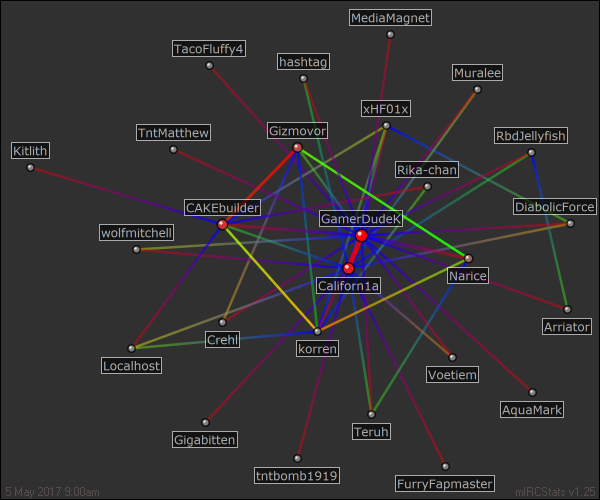 MediaMagnet
TacoFluffy4
hashtag
Muralee
xHF01x
TntMatthew
Gizmovor
RbdJellyfish
Kitlith
Rika-chan
CAKEbuilder
DiabolicForce
GamerDudeK
wolfmitchell
Narice
Californ1a
Arriator
Crehl
korren
Localhost
Voetiem
AquaMark
Teruh
Gigabitten
tntbomb1919
FurryFapmaster
5 May 2017 9:00am
mIRCStats v1.25